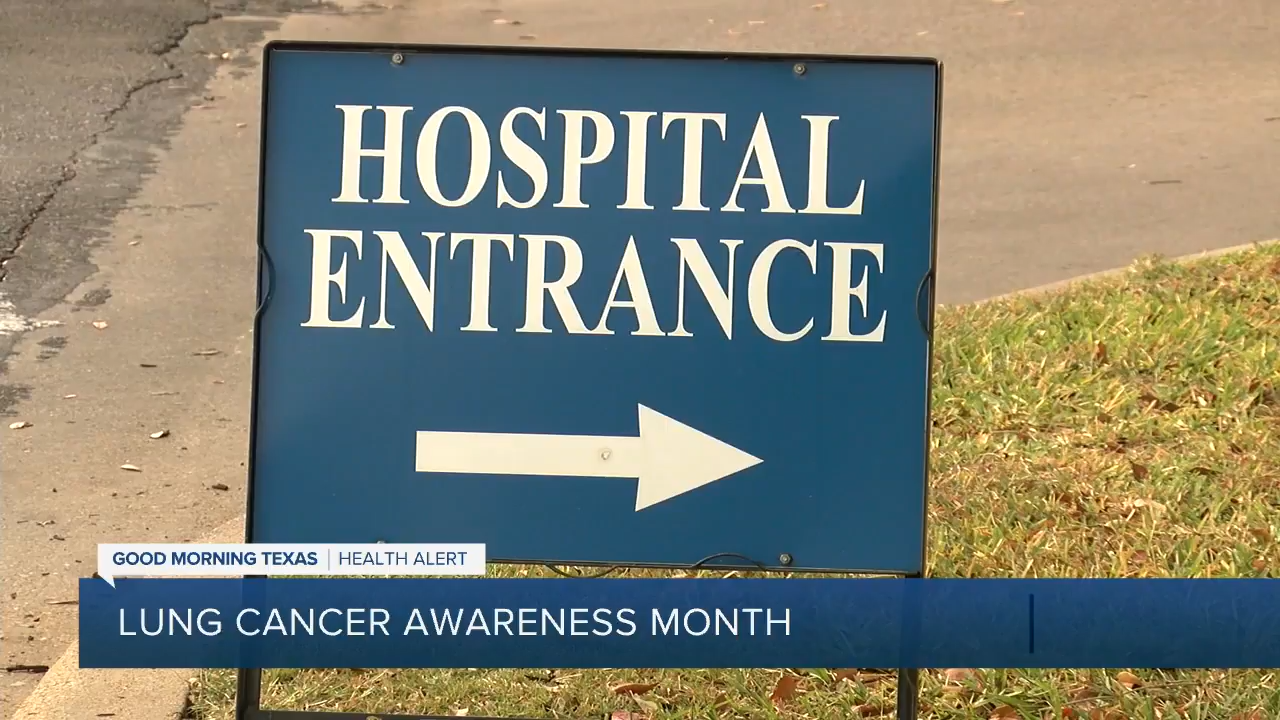 HOSPITAL
ENTRANCE
GOOD MORNING TEXAS | HEALTH ALERT
LUNG CANCER AWARENESS MONTH